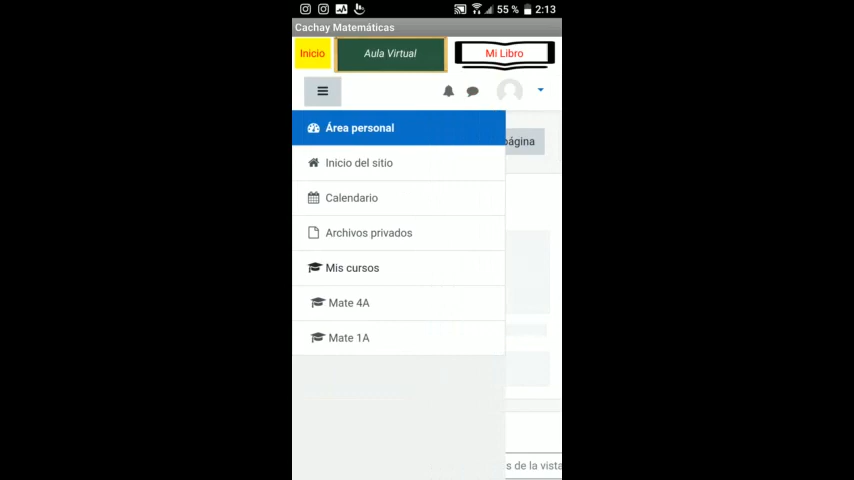 55 % 2:13
Cachay Matemáticas
Inicio Aula Virtual Mi Libro
Área personal
página
Inicio del sitio
Calendario
Archivos privados
Mis cursos
Mate 4A
Mate 1A
s de la vista